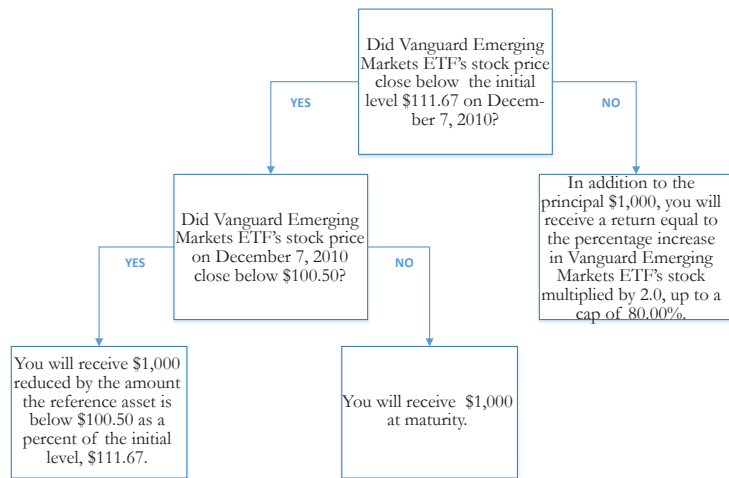 Did Vanguard Emerging
Markets ETF's stock price
close below the initial
level $111.67 on Decem-
ber 7, 2010?
YES
NO
Did Vanguard Emerging
Markets ETF's stock price
on December 7, 2010
close below $100.50?
In addition to the
principal $1,000, you will
receive a return equal to
the percentage increase
in Vanguard Emerging
Markets ETF's stock
multiplied by 2.0, up to a
cap of 80.00%.
YES
NO
You will receive $1,000
reduced by the amount
the reference asset is
below $100.50 as a
percent of the initial
level, $111.67.
You will receive $1,000
at maturity.